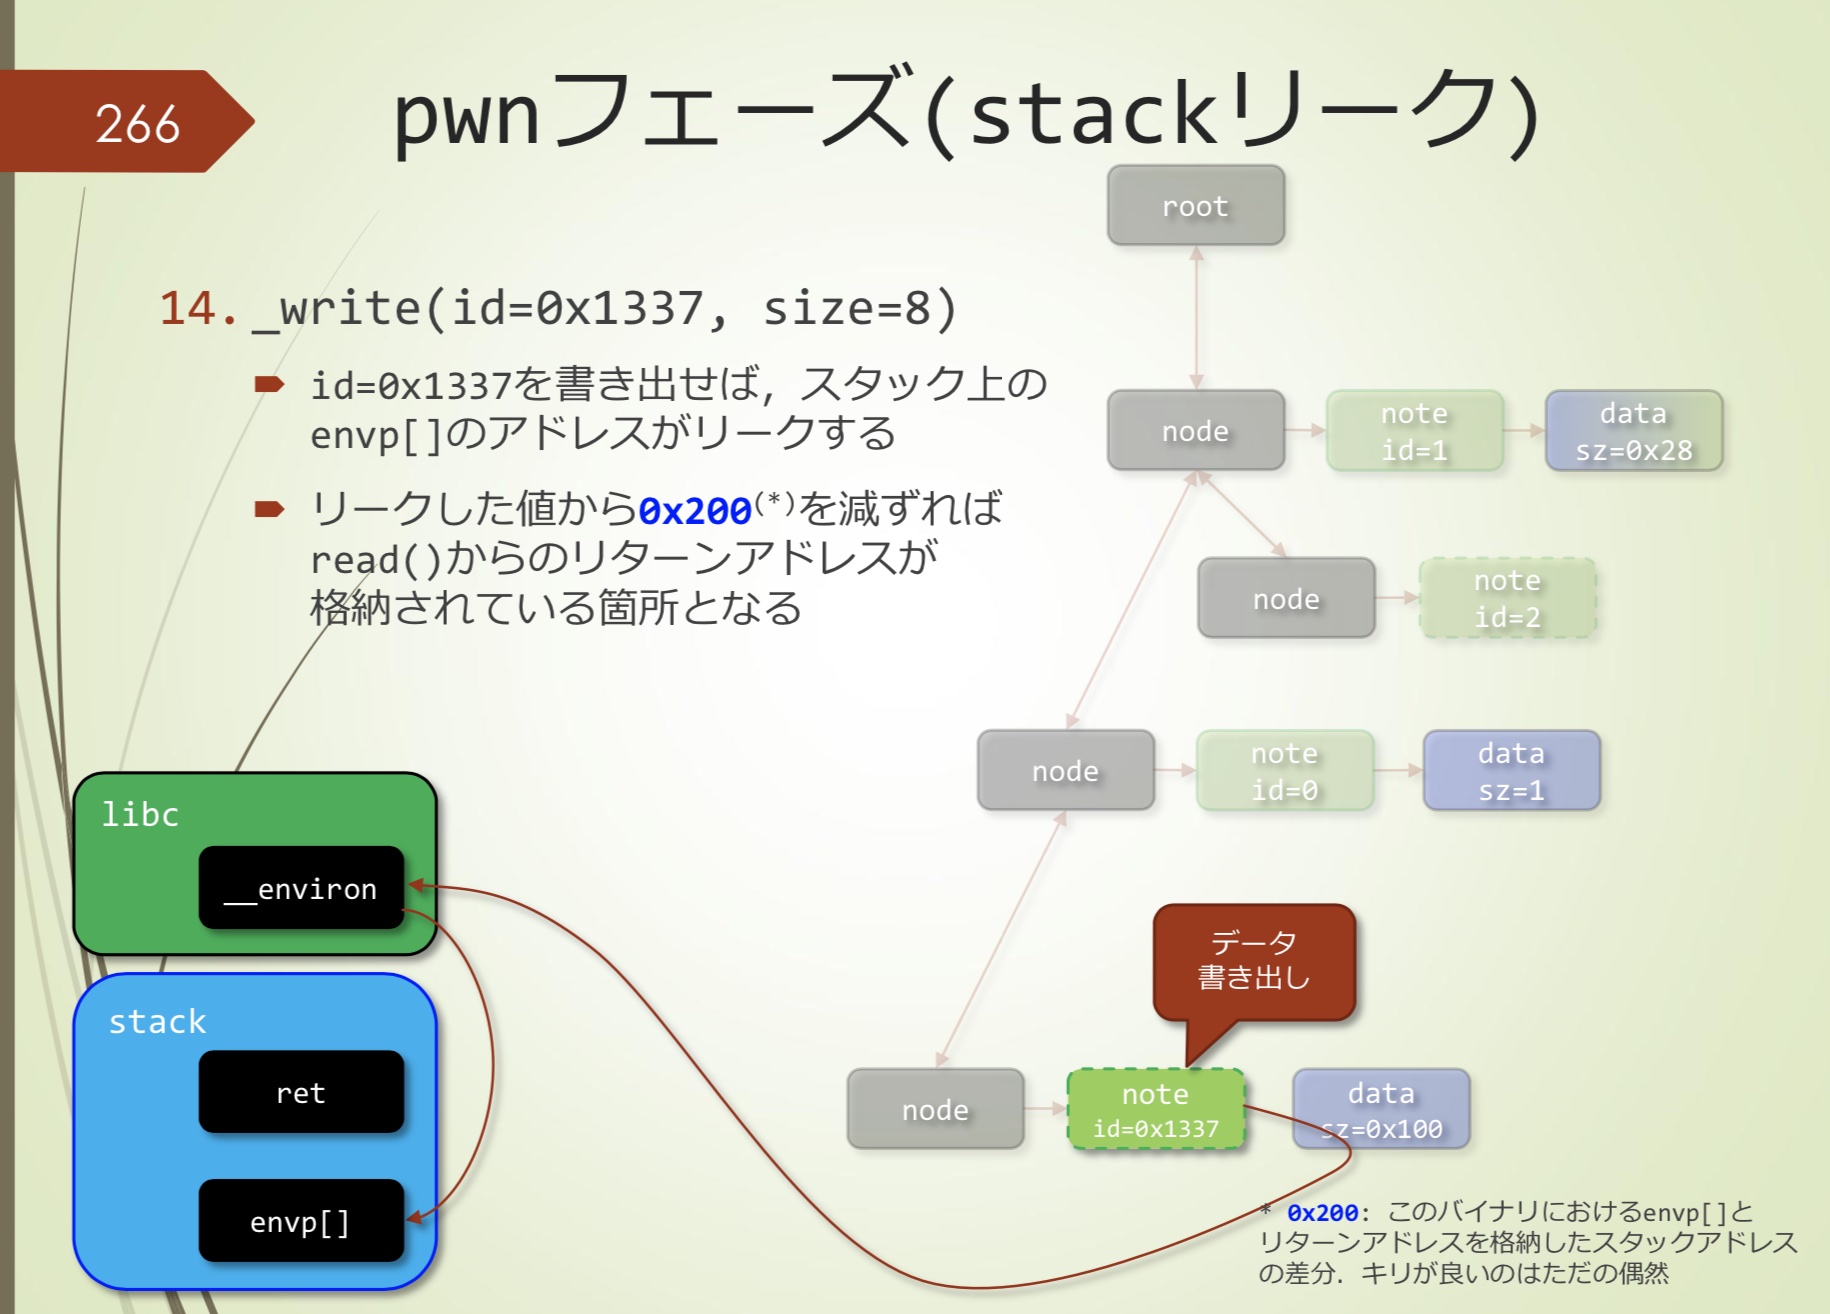 266
pwnフェーズ(stackリーク)
14. _write(id=0x1337, size=8)
id=0x1337を書き出せば, スタック上の
envp[]のアドレスがリークする
リークした値から0x200(*)を減ずれば
read()からのリターンアドレスが
格納されている箇所となる
root
node
note
id=1
data
sz=0x28
node
note
id=2
node
note
id=0
data
sz=1
libc
__environ
stack
ret
envp[]
データ
書き出し
node
note
id=0x1337
data
sz=0x100
* 0x200: このバイナリにおけるenvp[]と
リターンアドレスを格納したスタックアドレス
の差分. キリが良いのはただの偶然